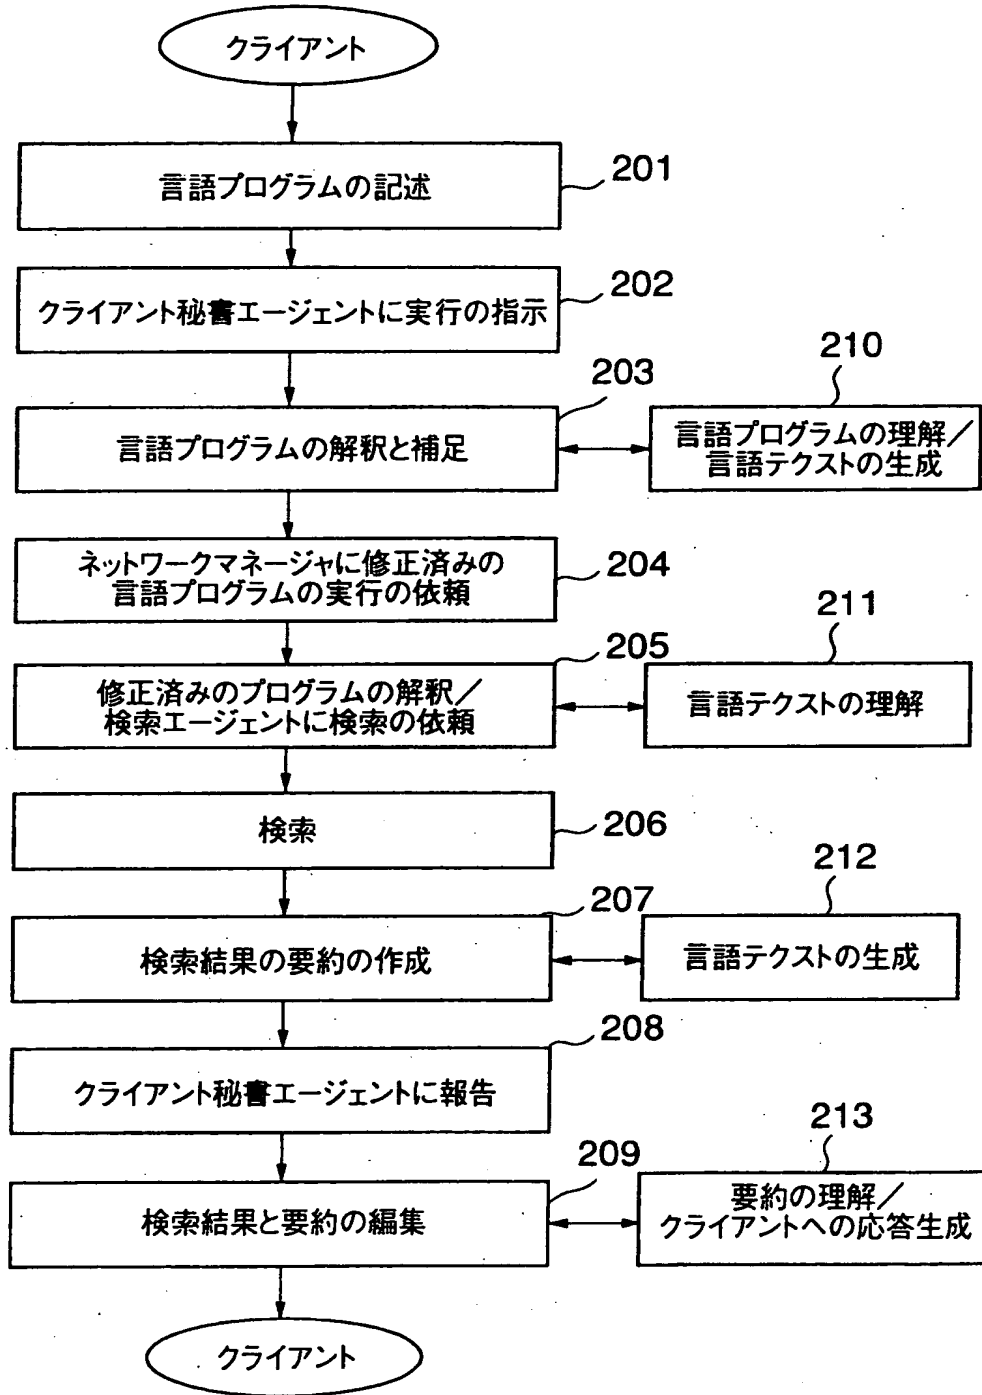 クライアント
言語プログラムの記述
201
クライアント秘書エージェントに実行の指示
202
言語プログラムの解釈と補足
203
言語プログラムの理解／
言語テクストの生成
210
ネットワークマネージャに修正済みの
言語プログラムの実行の依頼
204
修正済みのプログラムの解釈／
検索エージェントに検索の依頼
205
言語テクストの理解
211
検索
206
検索結果の要約の作成
207
言語テクストの生成
212
クライアント秘書エージェントに報告
208
検索結果と要約の編集
209
要約の理解／
クライアントへの応答生成
213
クライアント